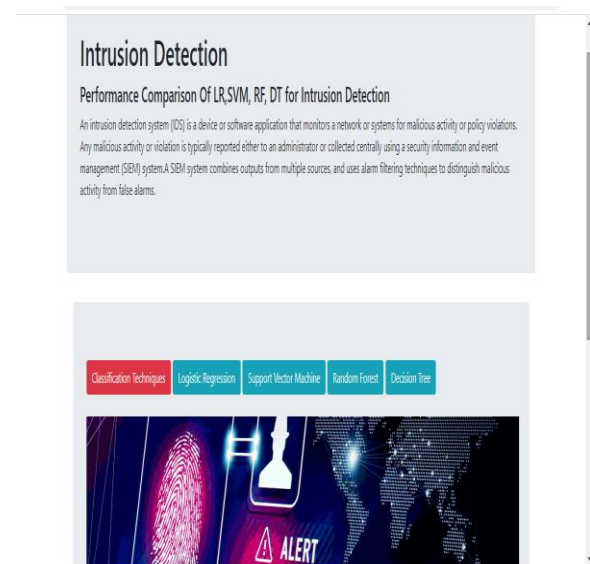 Intrusion Detection
Performance Comparison Of LR,SVM, RF, DT for Intrusion Detection
An intrusion detection system (IDS) is a device or software application that monitors a network or systems for malicious activity or policy violations.
Any malicious activity or violation is typically reported either to an administrator or collected centrally using a security information and event
management (SIEM) system.A SIEM system combines outputs from multiple sources, and uses alarm filtering techniques to distinguish malicious
activity from false alarms.
Classification Techniques Logistic Regression Support Vector Machine Random Forest Decision Tree
ALERT